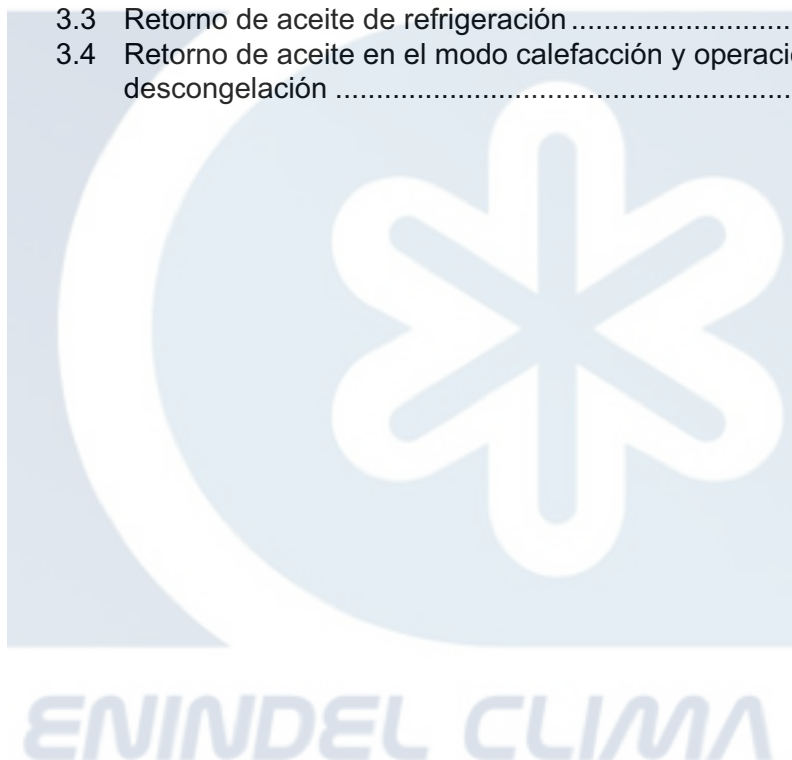 3.3 Retorno de aceite de refrigeración..........................
3.4 Retorno de aceite en el modo calefacción y operaci
descongelación ........................................................
ENINDEL CLIMA